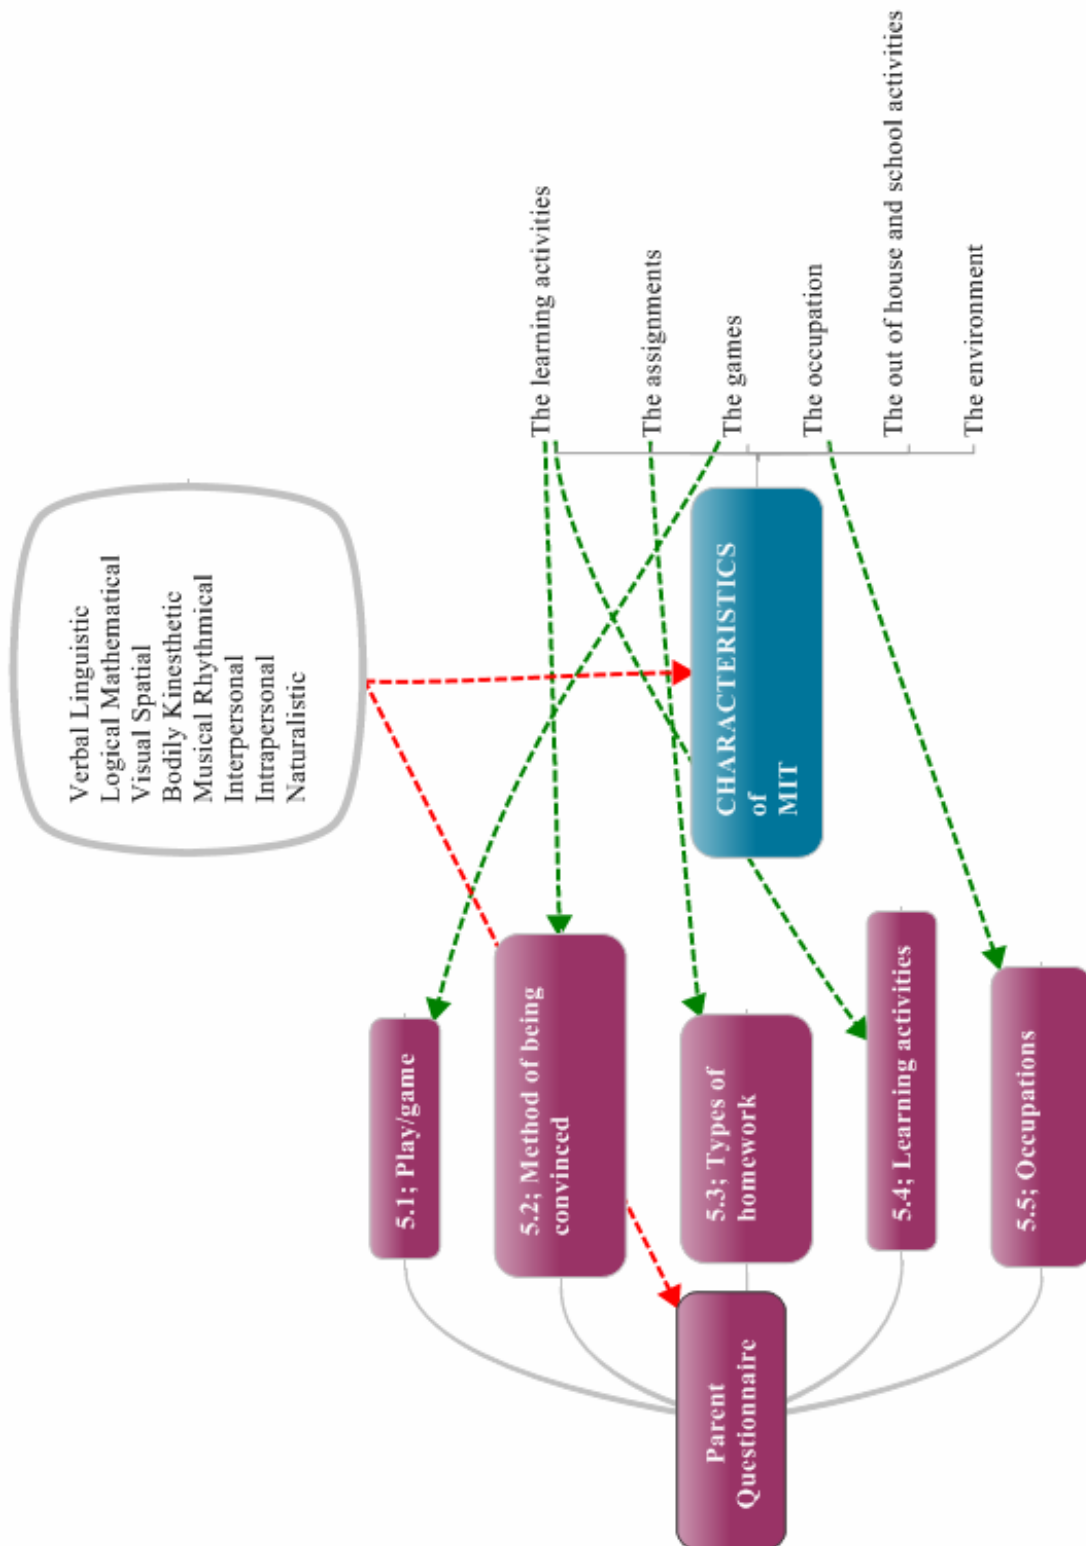 Verbal Linguistic
Logical Mathematical
Visual Spatial
Bodily Kinesthetic
Musical Rhythmical
Interpersonal
Intrapersonal
Naturalistic
5.1; Play/game
5.2; Method of being
convinced
Parent
Questionnaire
5.3; Types of
homework
5.4; Learning activities
5.5; Occupations
CHARACTERISTICS
of
MIT
The learning activities
The assignments
The games
The occupation
The out of house and school activities
The environment